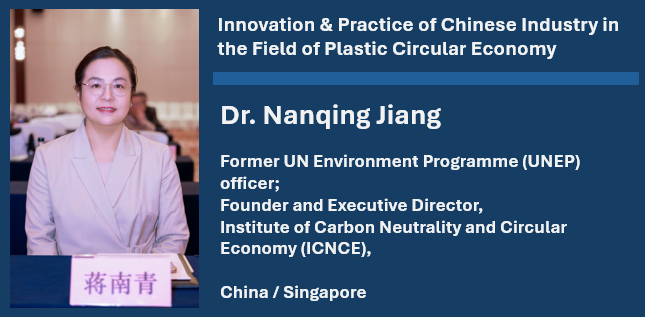 Innovation & Practice of Chinese Industry in
the Field of Plastic Circular Economy
Dr. Nanqing Jiang
Former UN Environment Programme (UNEP)
officer;
Founder and Executive Director,
Institute of Carbon Neutrality and Circular
Economy (ICNCE),
China / Singapore
蒋南青